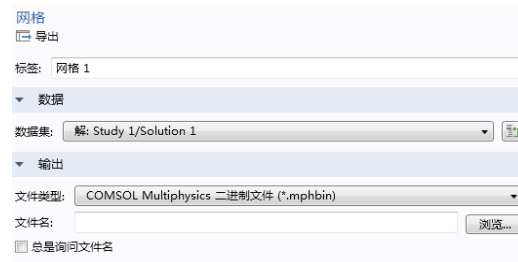 网格
导出
标签: 网格 1
数据
数据集: 解: Study 1/Solution 1
输出
文件类型: COMSOL Multiphysics 二进制文件 (*.mphbin)
文件名: 浏览...
总是询问文件名